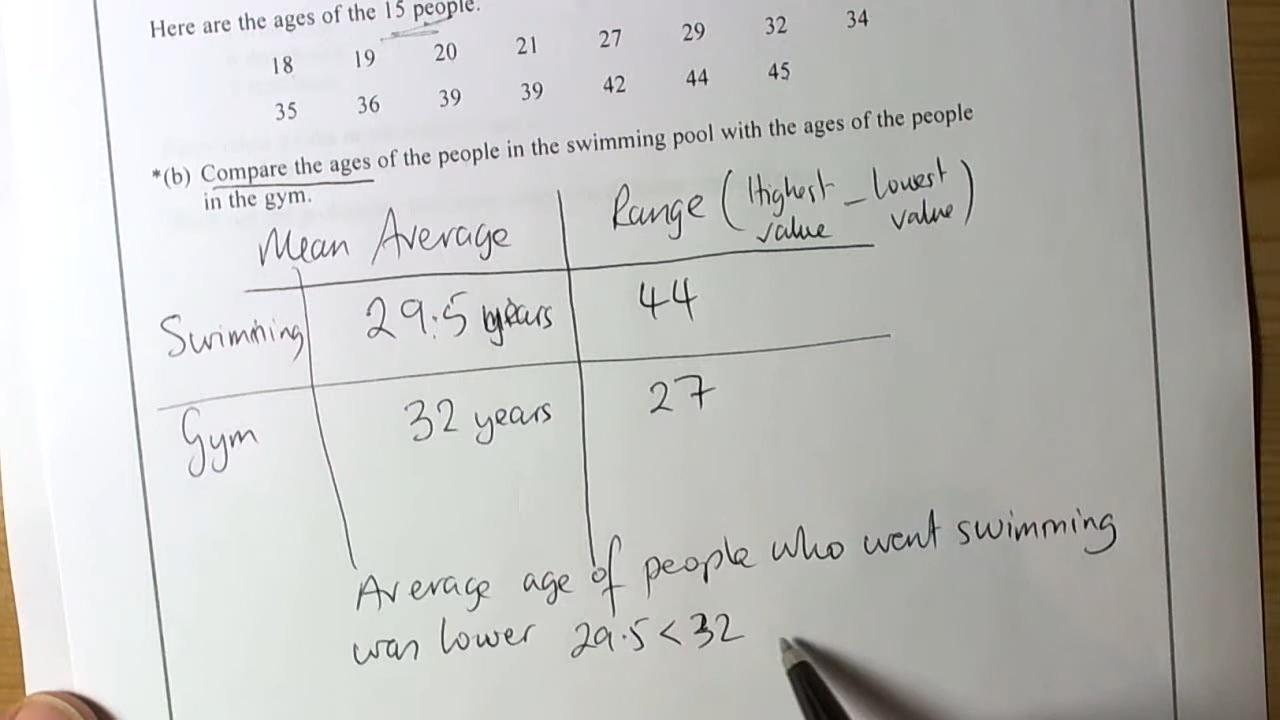 Here are the ages of the 15 people.
18 19 20 21 27 29 32 34
35 36 39 39 42 44 45
*(b) Compare the ages of the people in the swimming pool with the ages of the people
in the gym.
Mean Average Range (Highest value - lowest value)
Swimming 29.5 years 44
Gym 32 years 27
Average age of people who went swimming
was lower 29.5 < 32